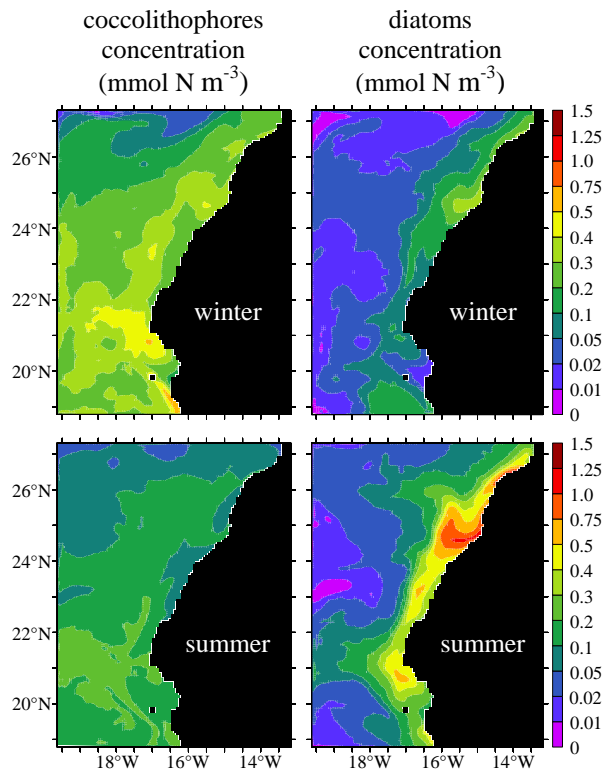 coccolithophores
concentration
(mmol N m-3)
diatoms
concentration
(mmol N m-3)
26°N
24°N
22°N
20°N
winter
winter
1.5
1.25
1.0
0.75
0.5
0.4
0.3
0.2
0.1
0.05
0.02
0.01
0
26°N
24°N
22°N
20°N
summer
summer
1.5
1.25
1.0
0.75
0.5
0.4
0.3
0.2
0.1
0.05
0.02
0.01
0
18°W 16°W 14°W
18°W 16°W 14°W